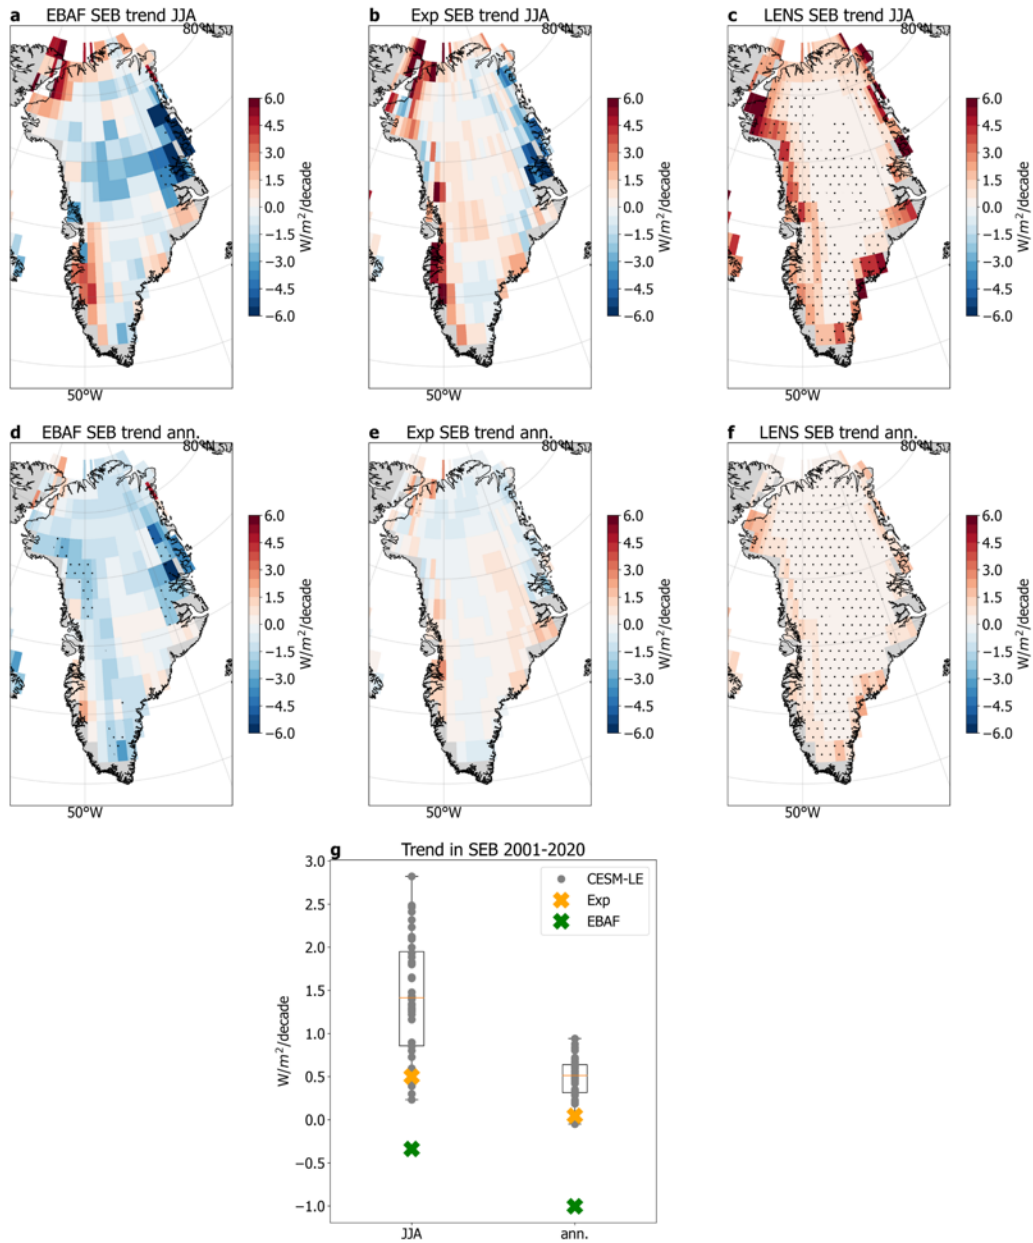 a EBAF SEB trend JJA
80°N
6.0
4.5
3.0
1.5
0.0
−1.5
−3.0
−4.5
−6.0
W/m²/decade
50°W
b Exp SEB trend JJA
80°N
6.0
4.5
3.0
1.5
0.0
−1.5
−3.0
−4.5
−6.0
W/m²/decade
50°W
c LENS SEB trend JJA
80°N
6.0
4.5
3.0
1.5
0.0
−1.5
−3.0
−4.5
−6.0
W/m²/decade
50°W
d EBAF SEB trend ann.
80°N
6.0
4.5
3.0
1.5
0.0
−1.5
−3.0
−4.5
−6.0
W/m²/decade
50°W
e Exp SEB trend ann.
80°N
6.0
4.5
3.0
1.5
0.0
−1.5
−3.0
−4.5
−6.0
W/m²/decade
50°W
f LENS SEB trend ann.
80°N
6.0
4.5
3.0
1.5
0.0
−1.5
−3.0
−4.5
−6.0
W/m²/decade
50°W
g Trend in SEB 2001-2020
3.0
2.5
2.0
1.5
1.0
0.5
0.0
−0.5
−1.0
W/m²/decade
CESM-LE
Exp
EBAF
JJA
ann.